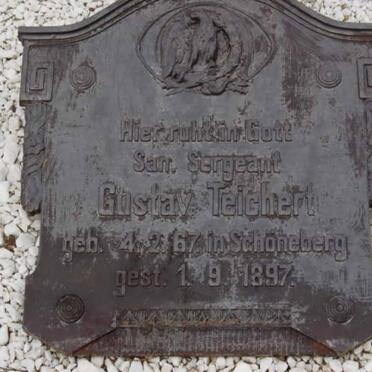 Hier ruht in Gott
San. Sergeant
Gustav Teichert
geb. 4. 2. 67. in Schöneberg
gest. 1. 9. 1897.